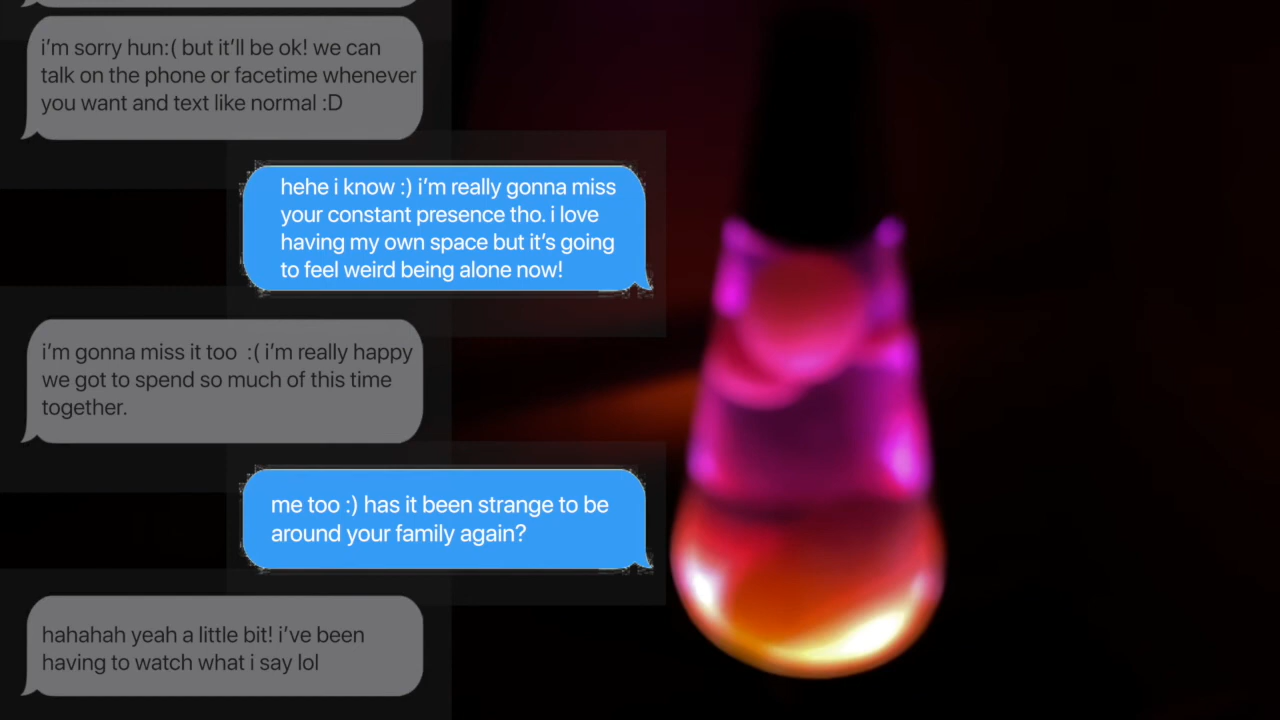 i’m sorry hun:( but it’ll be ok! we can
talk on the phone or facetime whenever
you want and text like normal :D
hehe i know :) i’m really gonna miss
your constant presence tho. i love
having my own space but it’s going
to feel weird being alone now!
i’m gonna miss it too  :( i’m really happy
we got to spend so much of this time
together.
me too :) has it been strange to be
around your family again?
hahahah yeah a little bit! i’ve been
having to watch what i say lol